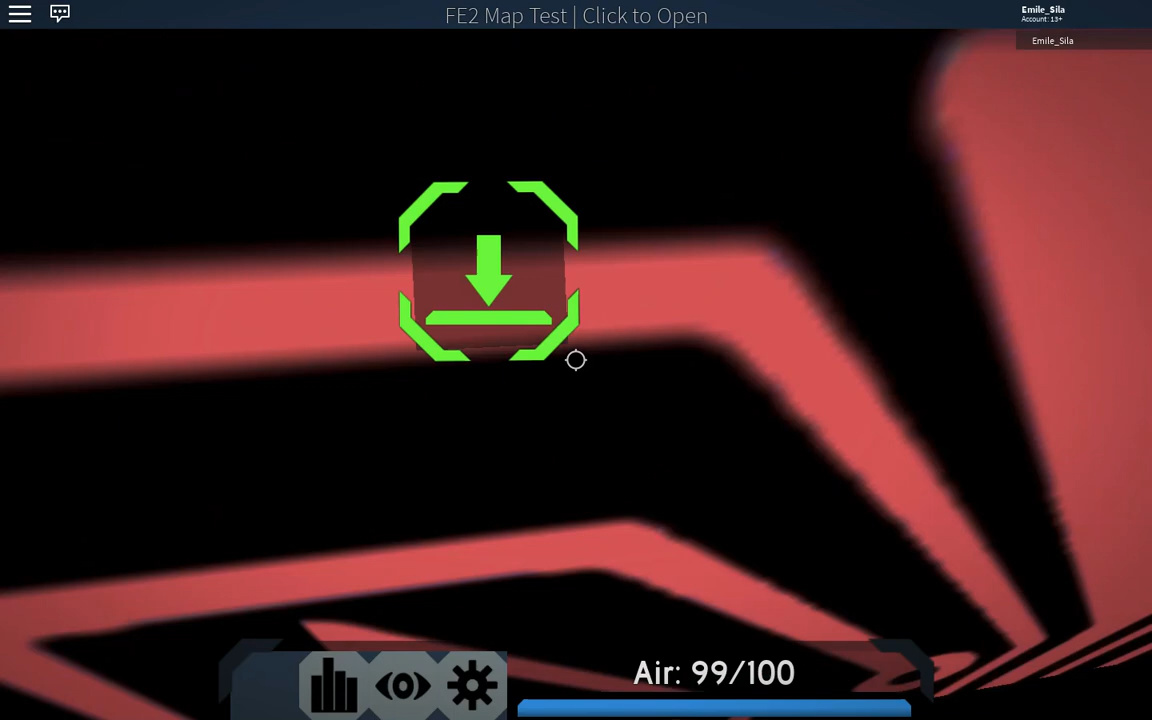 FE2 Map Test | Click to Open
Emile_Sila
Account: 13+
Emile_Sila
Air: 99/100